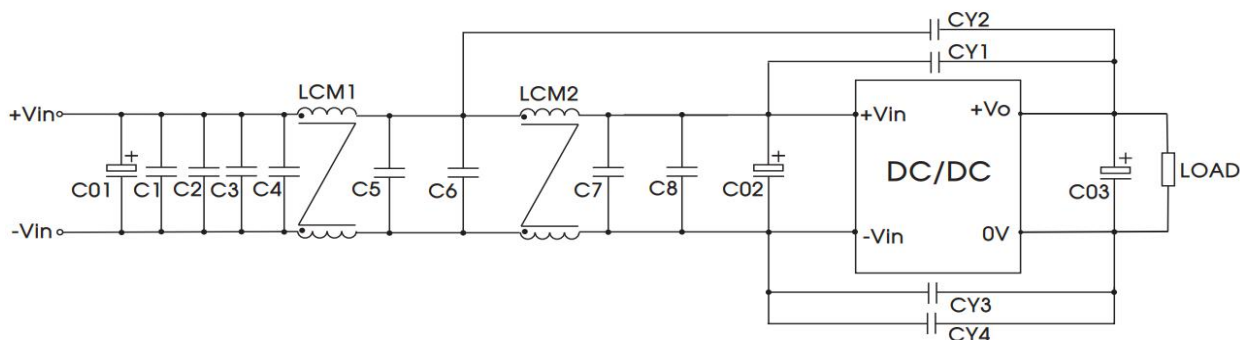 CY2
CY1
LCM1
LCM2
+Vin
+Vin
+Vo
+
C01
C1
C2
C3
C4
C5
C6
C7
C8
+
C02
DC/DC
+
C03
LOAD
-Vin
-Vin
0V
CY3
CY4